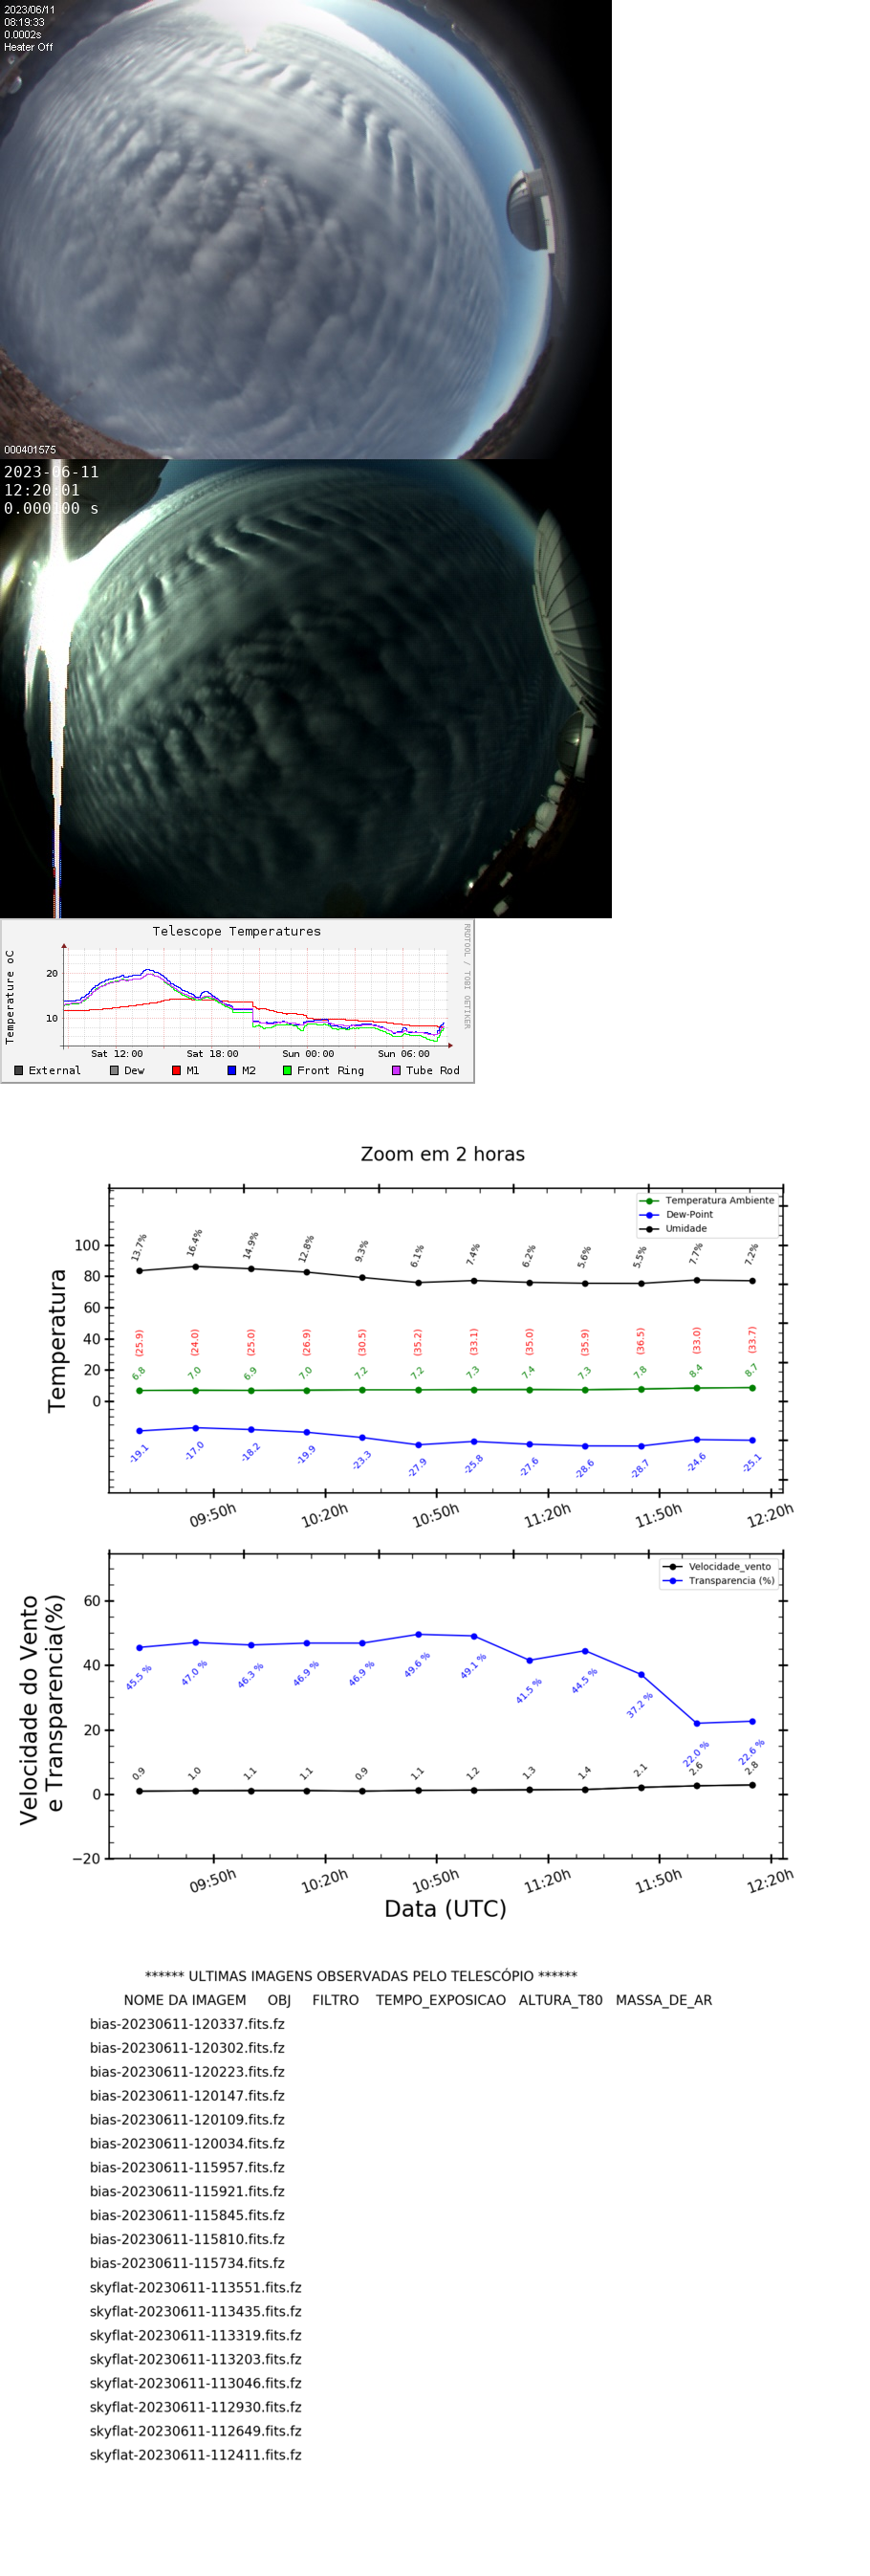 2023/06/11
08:19:33
0.0002s
Heater Off
000401575
2023-06-11
12:20:01
0.000100 s
Telescope Temperatures
RRDTOOL / TOBI OETIKER
Temperature oC
20
10
Sat 12:00 Sat 18:00 Sun 00:00 Sun 06:00
External Dew M1 M2 Front Ring Tube Rod
Zoom em 2 horas
Temperatura Ambiente
Dew-Point
Umidade
Temperatura
100
80
60
40
20
0
13.7% 16.4% 14.9% 12.8% 9.3% 6.1% 7.4% 6.2% 5.6% 5.5% 7.7% 7.2%
(25.9) (24.0) (25.0) (26.9) (30.5) (35.2) (33.1) (35.0) (35.9) (36.5) (33.0) (33.7)
6.8 7.0 6.9 7.0 7.2 7.2 7.3 7.4 7.3 7.8 8.4 8.7
-19.1 -17.0 -18.2 -19.9 -23.3 -27.9 -25.8 -27.6 -28.6 -28.7 -24.6 -25.1
09:50h 10:20h 10:50h 11:20h 11:50h 12:20h
Velocidade_vento
Transparencia (%)
Velocidade do Vento
e Transparencia(%)
60
40
20
0
−20
45.5 % 47.0 % 46.3 % 46.9 % 46.9 % 49.6 % 49.1 % 41.5 % 44.5 % 37.2 % 22.0 % 22.6 %
0.9 1.0 1.1 1.1 0.9 1.1 1.2 1.3 1.4 2.1 2.6 2.8
09:50h 10:20h 10:50h 11:20h 11:50h 12:20h
Data (UTC)
****** ULTIMAS IMAGENS OBSERVADAS PELO TELESCÓPIO ******
NOME DA IMAGEM OBJ FILTRO TEMPO_EXPOSICAO ALTURA_T80 MASSA_DE_AR
bias-20230611-120337.fits.fz
bias-20230611-120302.fits.fz
bias-20230611-120223.fits.fz
bias-20230611-120147.fits.fz
bias-20230611-120109.fits.fz
bias-20230611-120034.fits.fz
bias-20230611-115957.fits.fz
bias-20230611-115921.fits.fz
bias-20230611-115845.fits.fz
bias-20230611-115810.fits.fz
bias-20230611-115734.fits.fz
skyflat-20230611-113551.fits.fz
skyflat-20230611-113435.fits.fz
skyflat-20230611-113319.fits.fz
skyflat-20230611-113203.fits.fz
skyflat-20230611-113046.fits.fz
skyflat-20230611-112930.fits.fz
skyflat-20230611-112649.fits.fz
skyflat-20230611-112411.fits.fz